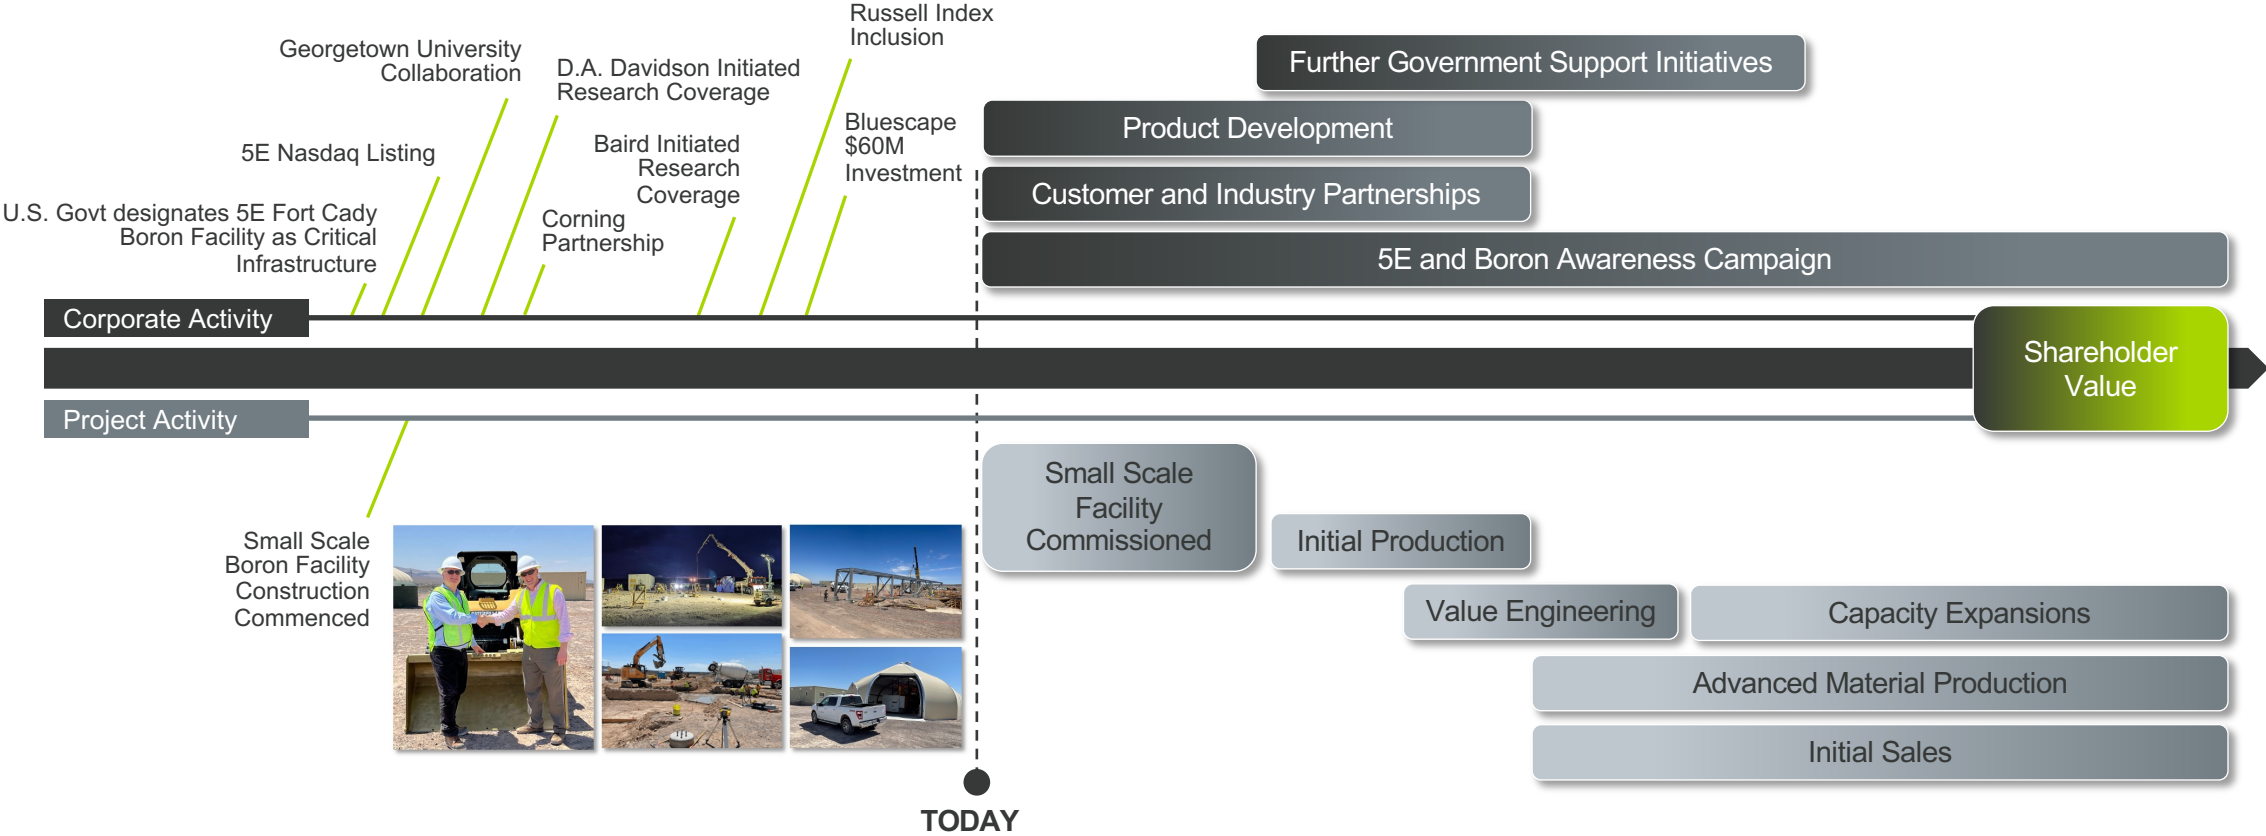 Russell Index
Inclusion
Georgetown University
Collaboration
D.A. Davidson Initiated
Research Coverage
Further Government Support Initiatives
Product Development
Bluescape
$60M
Investment
5E Nasdaq Listing
Baird Initiated
Research
Coverage
Customer and Industry Partnerships
U.S. Govt designates 5E Fort Cady
Boron Facility as Critical
Infrastructure
Corning
Partnership
5E and Boron Awareness Campaign
Corporate Activity
Shareholder
Value
Project Activity
Small Scale
Facility
Commissioned
Small Scale
Boron Facility
Construction
Commenced
Initial Production
Value Engineering
Capacity Expansions
Advanced Material Production
Initial Sales
TODAY